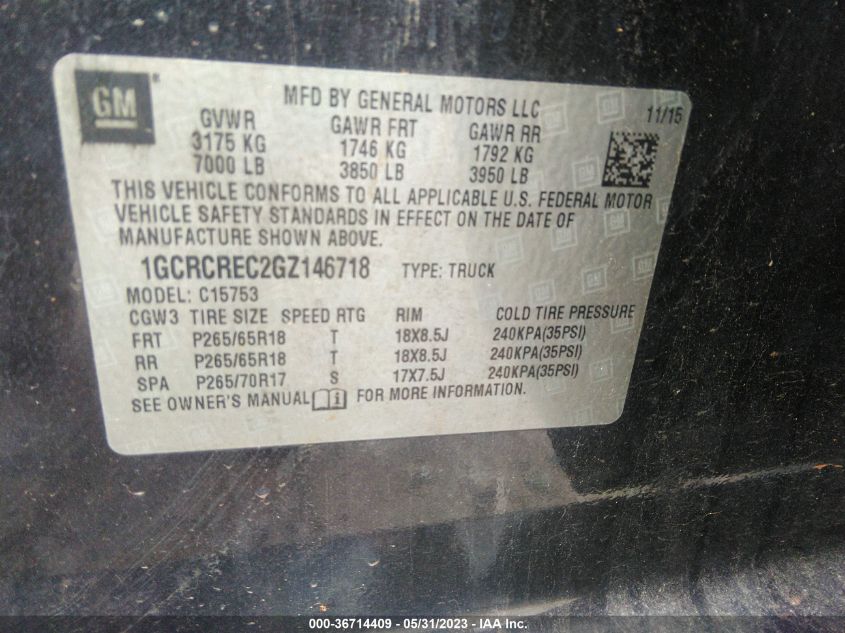 GM®
MFD BY GENERAL MOTORS LLC
11/15
GVWR GAWR FRT GAWR RR
3175 KG 1746 KG 1792 KG
7000 LB 3850 LB 3950 LB
THIS VEHICLE CONFORMS TO ALL APPLICABLE U.S. FEDERAL MOTOR
VEHICLE SAFETY STANDARDS IN EFFECT ON THE DATE OF
MANUFACTURE SHOWN ABOVE.
1GCRCREC2GZ146718 TYPE: TRUCK
MODEL: C15753
CGW3 TIRE SIZE SPEED RTG RIM COLD TIRE PRESSURE
FRT P265/65R18 T 18X8.5J 240KPA(35PSI)
RR P265/65R18 T 18X8.5J 240KPA(35PSI)
SPA P265/70R17 S 17X7.5J 240KPA(35PSI)
SEE OWNER'S MANUAL FOR MORE INFORMATION.
000-36714409 - 05/31/2023 - IAA Inc.